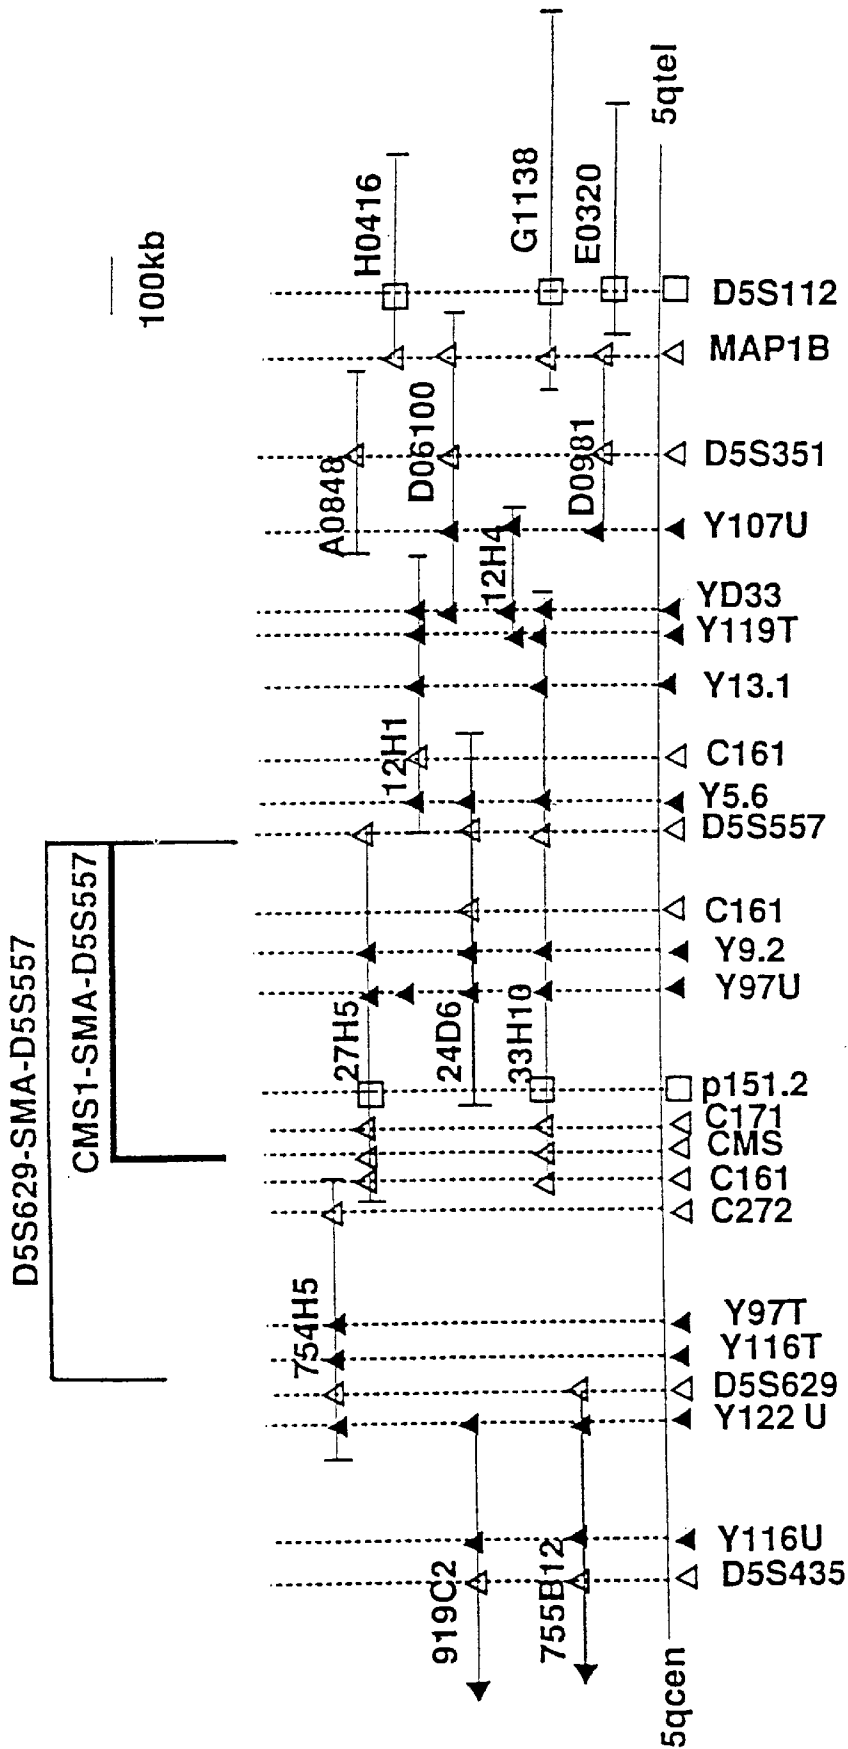 D5S629-SMA-D5S557
CMS1-SMA-D5S557
100kb
754H5
27H5
A0848
H0416
12H1
D06100
919C2
24D6
12H4
33H10
G1138
755B12
D0981
E0320
5qcen
5qtel
D5S435
Y116U
Y122 U
D5S629
Y116T
Y97T
C272
C161
CMS
C171
p151.2
Y97U
Y9.2
C161
D5S557
Y5.6
C161
Y13.1
Y119T
YD33
Y107U
D5S351
MAP1B
D5S112